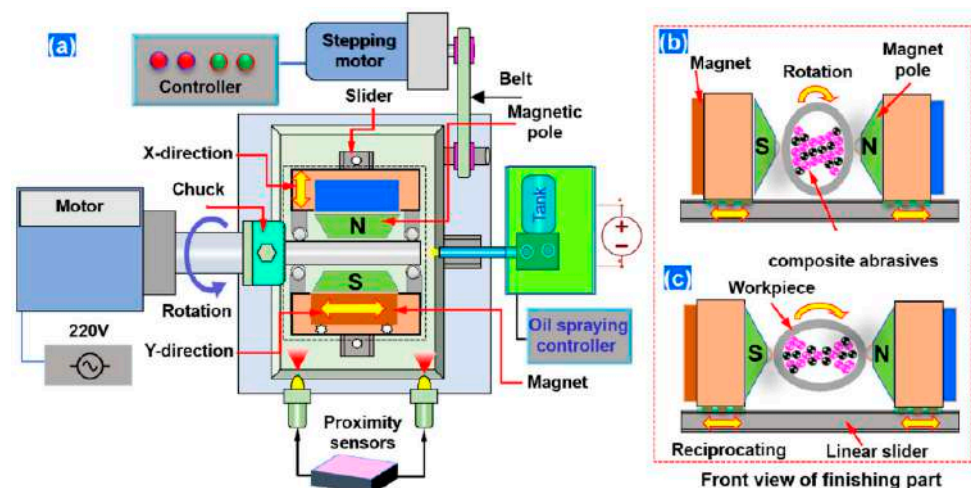 (a)
Controller
Stepping
motor
Belt
Slider
Magnetic
pole
X-direction
Chuck
Motor
N
S
Tank
+
−
Rotation
220V
Y-direction
Oil spraying
controller
Magnet
Proximity
sensors
(b)
Magnet
Rotation
Magnet
pole
S
N
composite abrasives
(c)
Workpiece
S
N
Reciprocating
Linear slider
Front view of finishing part